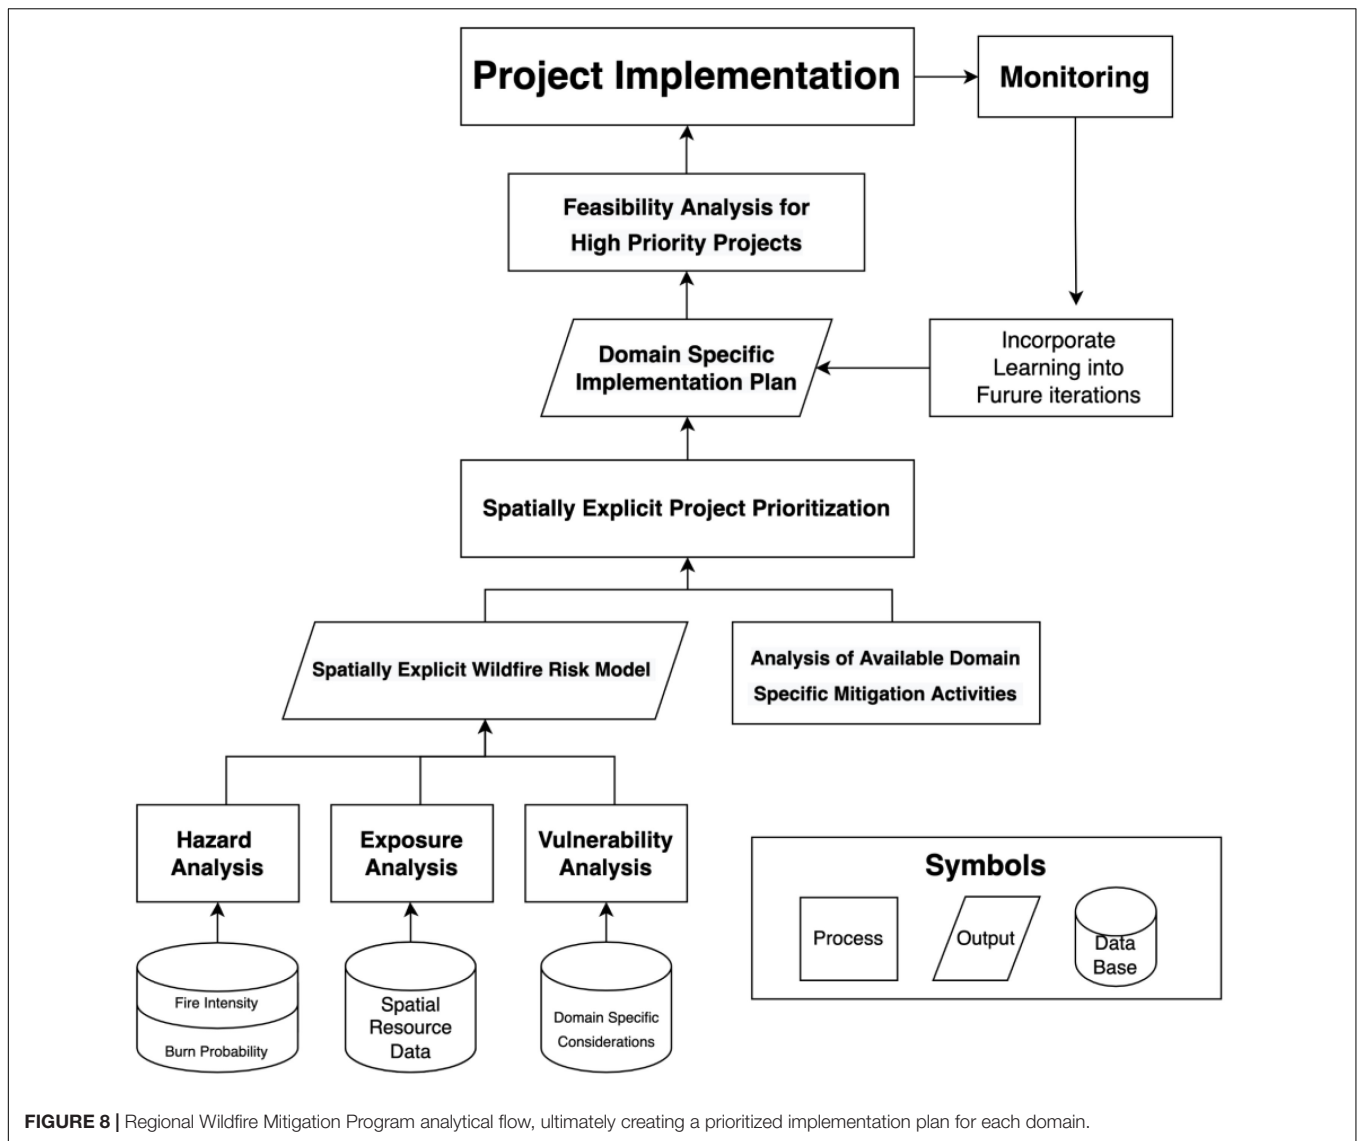 Project Implementation
Monitoring
Feasibility Analysis for
High Priority Projects
Domain Specific
Implementation Plan
Incorporate
Learning into
Furure iterations
Spatially Explicit Project Prioritization
Spatially Explicit Wildfire Risk Model
Analysis of Available Domain
Specific Mitigation Activities
Hazard
Analysis
Exposure
Analysis
Vulnerability
Analysis
Fire Intensity
Burn Probability
Spatial
Resource
Data
Domain Specific
Considerations
Symbols
Process
Output
Data
Base
FIGURE 8 | Regional Wildfire Mitigation Program analytical flow, ultimately creating a prioritized implementation plan for each domain.